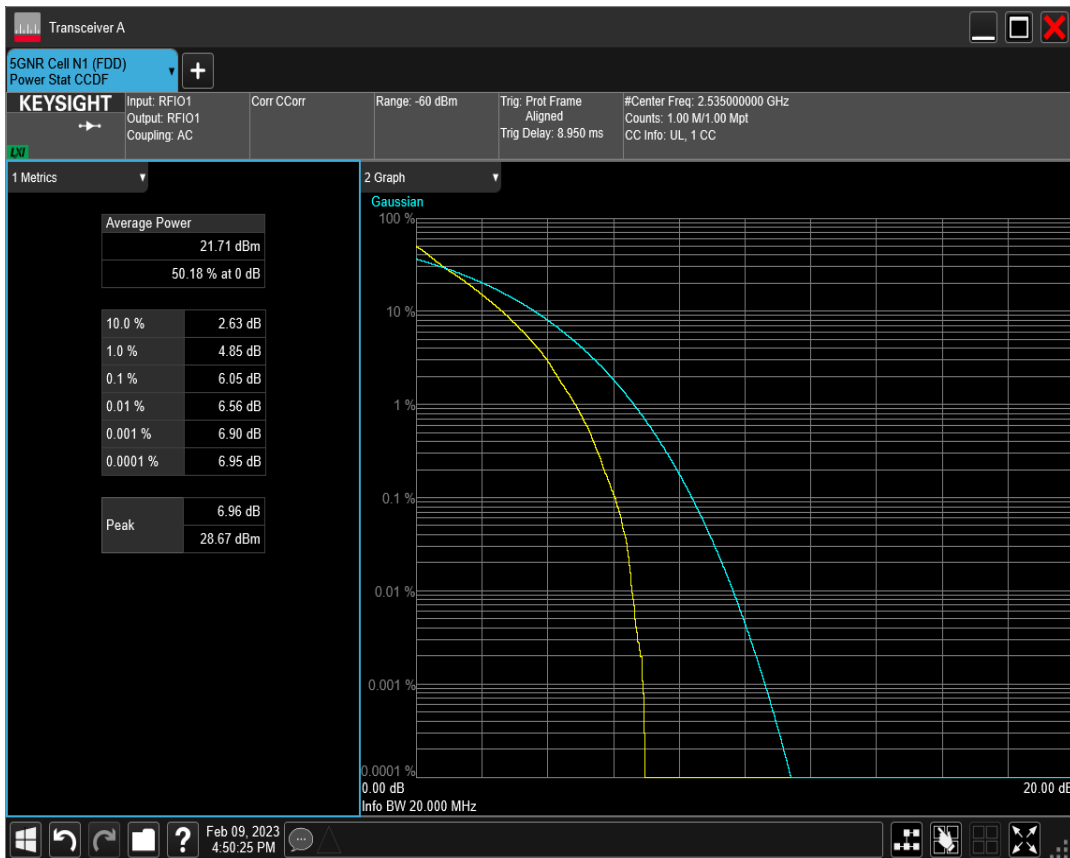 Transceiver A
5GNR Cell N1 (FDD)
Power Stat CCDF
KEYSIGHT
LXI
Input: RFIO1
Output: RFIO1
Coupling: AC
Corr CCorr
Range: -60 dBm
Trig: Prot Frame
Aligned
Trig Delay: 8.950 ms
#Center Freq: 2.535000000 GHz
Counts: 1.00 M/1.00 Mpt
CC Info: UL, 1 CC
1 Metrics
Average Power
21.71 dBm
50.18 % at 0 dB
10.0 % 2.63 dB
1.0 % 4.85 dB
0.1 % 6.05 dB
0.01 % 6.56 dB
0.001 % 6.90 dB
0.0001 % 6.95 dB
Peak
6.96 dB
28.67 dBm
2 Graph
Gaussian
100 %
10 %
1 %
0.1 %
0.01 %
0.001 %
0.0001 %
0.00 dB 20.00 dB
Info BW 20.000 MHz
?
Feb 09, 2023
4:50:25 PM